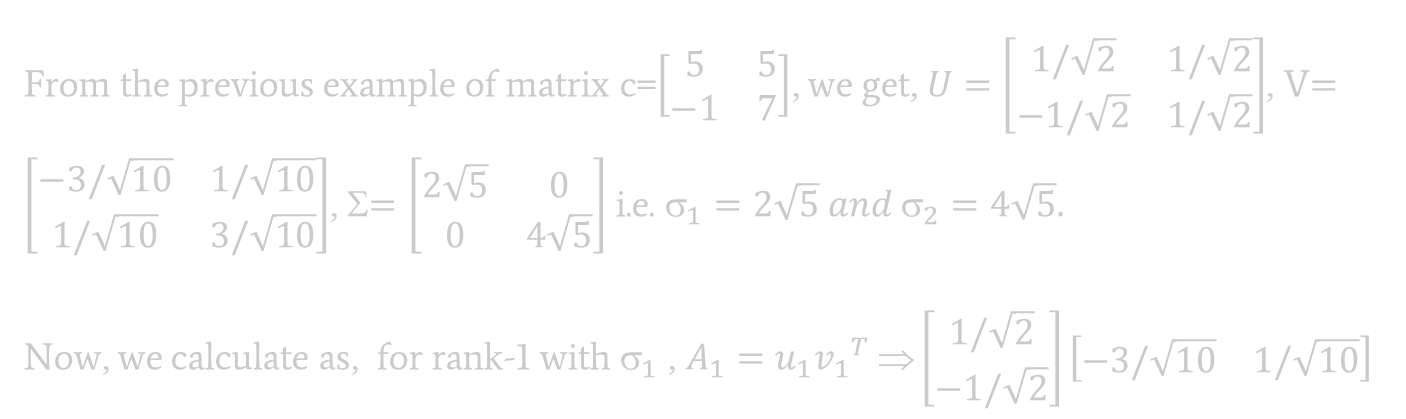 From the previous example of matrix c=[5 5; −1 7], we get, U = [1/√2 1/√2; −1/√2 1/√2], V=
[−3/√10 1/√10; 1/√10 3/√10], Σ= [2√5 0; 0 4√5] i.e. σ₁ = 2√5 and σ₂ = 4√5.
Now, we calculate as, for rank-1 with σ₁ , A₁ = u₁v₁ᵀ ⇒ [1/√2; −1/√2] [−3/√10 1/√10]